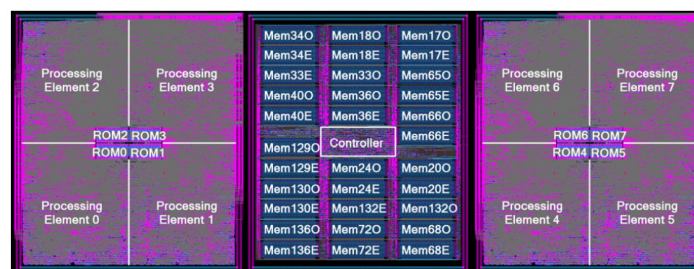 Processing Element 2
Processing Element 3
ROM2 ROM3
ROM0 ROM1
Processing Element 0
Processing Element 1
Mem34O Mem18O Mem17O
Mem34E Mem18E Mem17E
Mem33E Mem33O Mem65O
Mem40O Mem36O Mem65E
Mem40E Mem36E Mem66O
Controller Mem66E
Mem129O
Mem129E Mem24O Mem20O
Mem130O Mem24E Mem20E
Mem130E Mem132E Mem132O
Mem136O Mem72O Mem68O
Mem136E Mem72E Mem68E
Processing Element 6
Processing Element 7
ROM6 ROM7
ROM4 ROM5
Processing Element 4
Processing Element 5